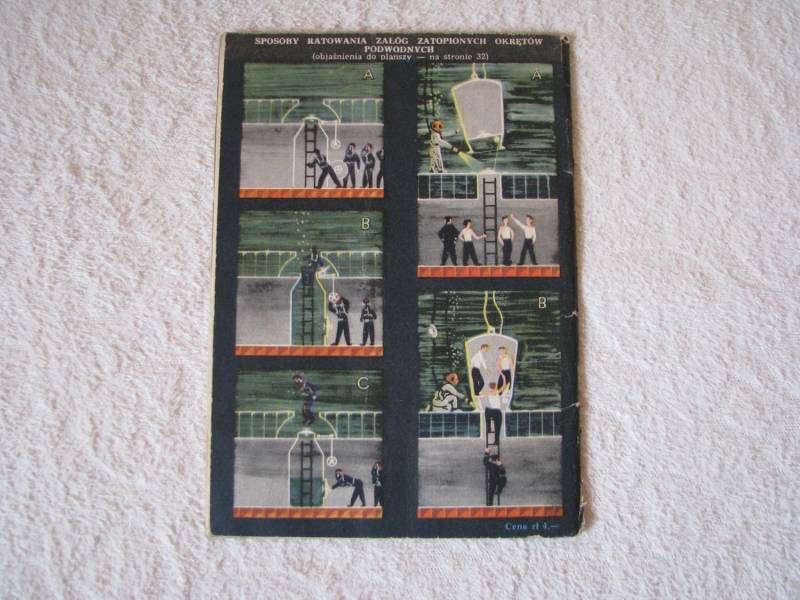 SPOSOBY RATOWANIA ZAŁÓG ZATOPIONYCH OKRĘTÓW
PODWODNYCH
(objaśnienia do planszy — na stronie 32)
A
B
C
A
B
Cena zł 4,—